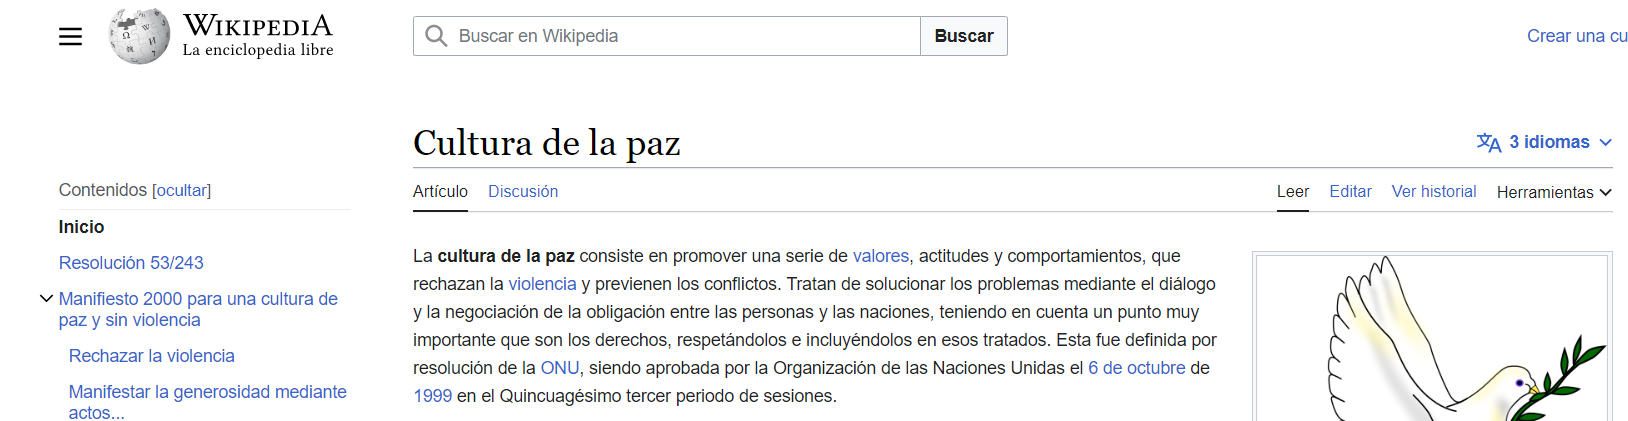 WIKIPEDIA
La enciclopedia libre
Buscar en Wikipedia
Buscar
Crear una cu
Cultura de la paz
3 idiomas
Contenidos [ocultar]
Inicio
Resolución 53/243
Manifiesto 2000 para una cultura de
paz y sin violencia
Rechazar la violencia
Manifestar la generosidad mediante
actos...
Artículo Discusión
Leer Editar Ver historial Herramientas
La cultura de la paz consiste en promover una serie de valores, actitudes y comportamientos, que
rechazan la violencia y previenen los conflictos. Tratan de solucionar los problemas mediante el diálogo
y la negociación de la obligación entre las personas y las naciones, teniendo en cuenta un punto muy
importante que son los derechos, respetándolos e incluyéndolos en esos tratados. Esta fue definida por
resolución de la ONU, siendo aprobada por la Organización de las Naciones Unidas el 6 de octubre de
1999 en el Quincuagésimo tercer periodo de sesiones.